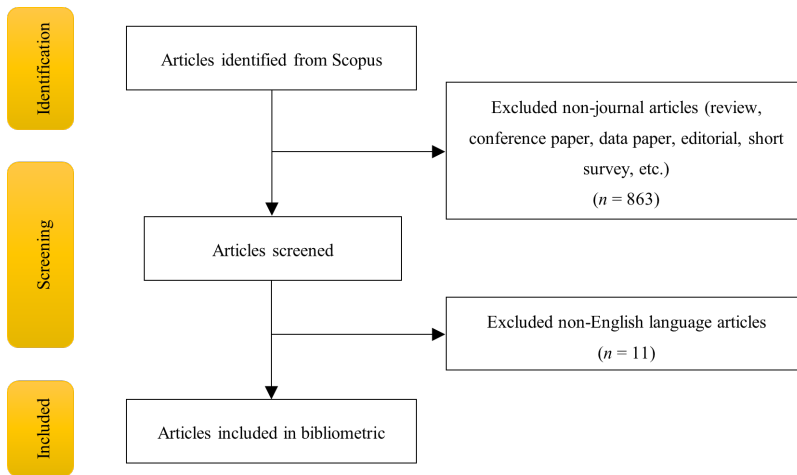 Identification
Articles identified from Scopus
Excluded non-journal articles (review,
conference paper, data paper, editorial, short
survey, etc.)
(n = 863)
Screening
Articles screened
Excluded non-English language articles
(n = 11)
Included
Articles included in bibliometric